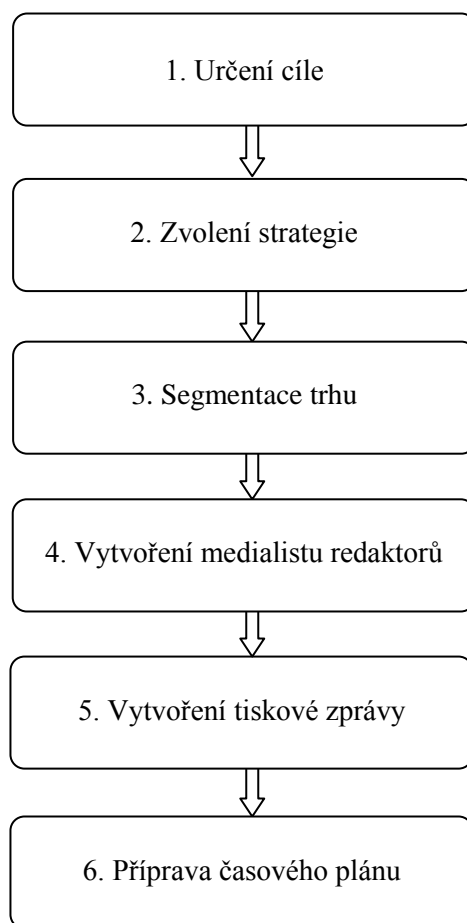 1. Určení cíle
2. Zvolení strategie
3. Segmentace trhu
4. Vytvoření medialistu redaktorů
5. Vytvoření tiskové zprávy
6. Příprava časového plánu